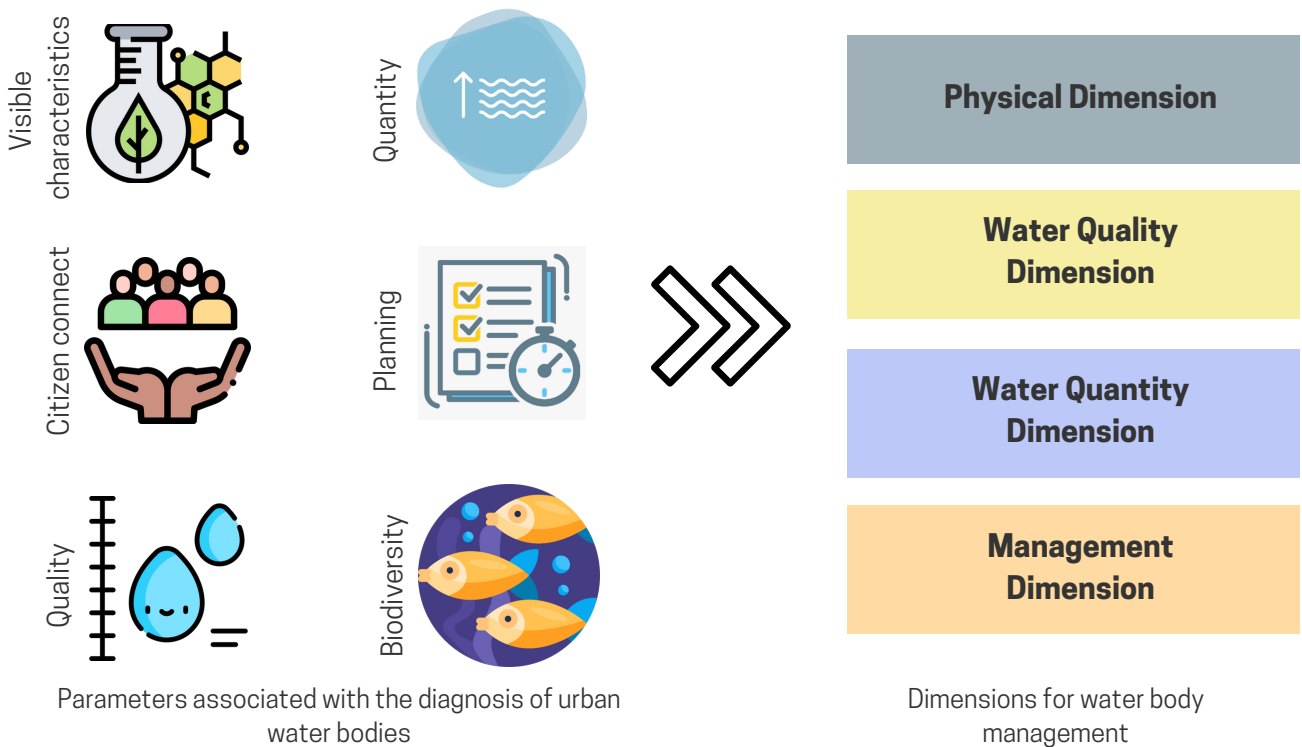 Visible
characteristics
Quantity
Citizen connect
Planning
Quality
Biodiversity
Parameters associated with the diagnosis of urban
water bodies
Physical Dimension
Water Quality
Dimension
Water Quantity
Dimension
Management
Dimension
Dimensions for water body
management